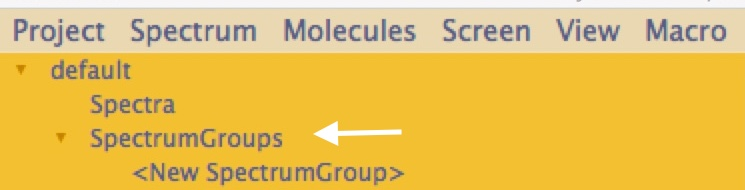 Project Spectrum Molecules Screen View Macro
default
Spectra
SpectrumGroups
<New SpectrumGroup>